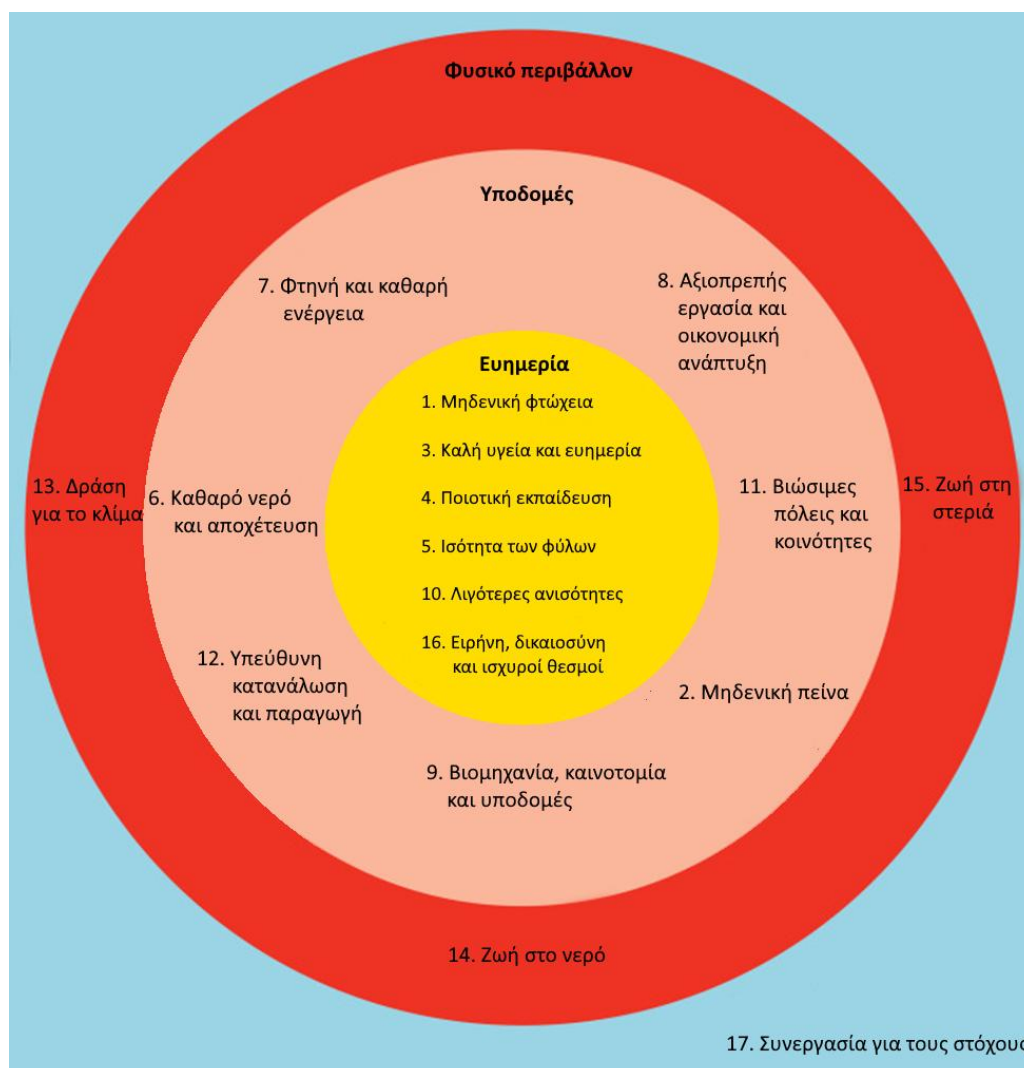 Φυσικό περιβάλλον
Υποδομές
7. Φτηνή και καθαρή
ενέργεια
8. Αξιοπρεπής
εργασία και
οικονομική
ανάπτυξη
Ευημερία
1. Μηδενική φτώχεια
3. Καλή υγεία και ευημερία
4. Ποιοτική εκπαίδευση
5. Ισότητα των φύλων
10. Λιγότερες ανισότητες
16. Ειρήνη, δικαιοσύνη
και ισχυροί θεσμοί
13. Δράση
για το κλίμα
6. Καθαρό νερό
και αποχέτευση
11. Βιώσιμες
πόλεις και
κοινότητες
15. Ζωή στη
στεριά
12. Υπεύθυνη
κατανάλωση
και παραγωγή
2. Μηδενική πείνα
9. Βιομηχανία, καινοτομία
και υποδομές
14. Ζωή στο νερό
17. Συνεργασία για τους στόχους